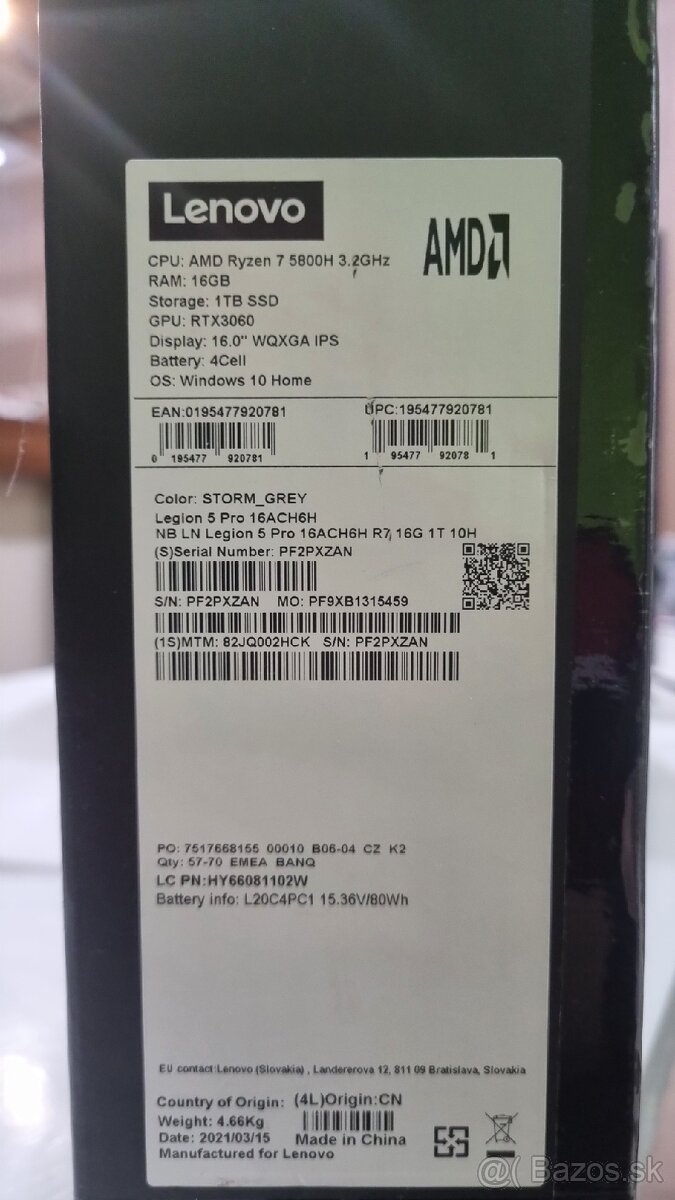 Lenovo
AMD
CPU: AMD Ryzen 7 5800H 3.2GHz
RAM: 16GB
Storage: 1TB SSD
GPU: RTX3060
Display: 16.0" WQXGA IPS
Battery: 4Cell
OS: Windows 10 Home
EAN:0195477920781 UPC:195477920781
0 195477 920781 1 95477 92078 1
Color: STORM_GREY
Legion 5 Pro 16ACH6H
NB LN Legion 5 Pro 16ACH6H R7 16G 1T 10H
(S)Serial Number: PF2PXZAN
S/N: PF2PXZAN MO: PF9XB1315459
(1S)MTM: 82JQ002HCK S/N: PF2PXZAN
PO: 7517668155 00010 B06-04 CZ K2
Qty: 57-70 EMEA BANQ
LC PN:HY66081102W
Battery info: L20C4PC1 15.36V/80Wh
EU contact:Lenovo (Slovakia) , Landererova 12, 811 09 Bratislava, Slovakia
Country of Origin: (4L)Origin:CN
Weight: 4.66Kg
Date: 2021/03/15 Made in China
Manufactured for Lenovo
@ Bazos.sk